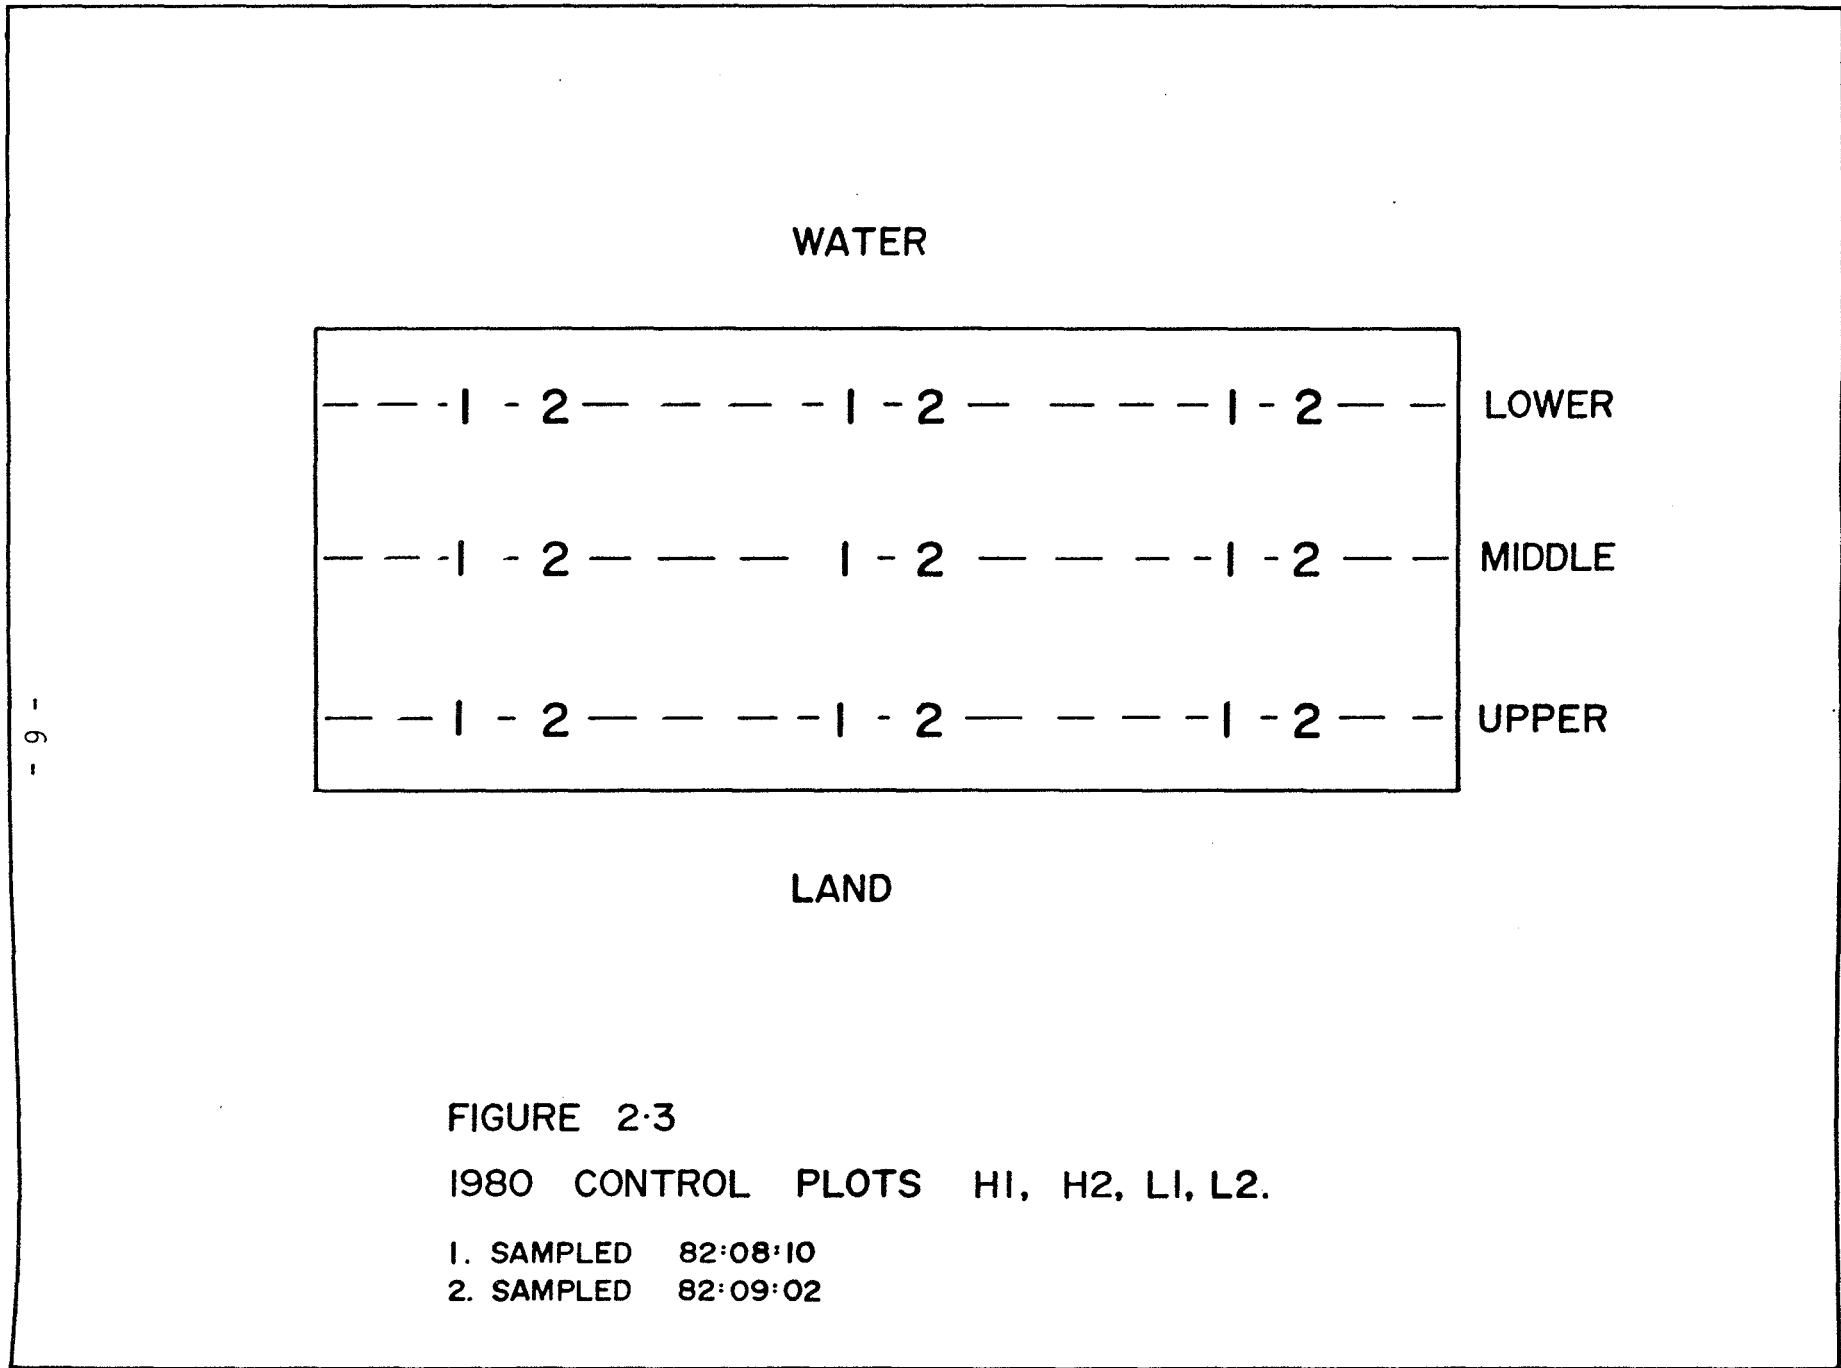 WATER
— — - 1 - 2 — — — - 1 - 2 — — — - 1 - 2 — — LOWER
— — - 1 - 2 — — — 1 - 2 — — — - 1 - 2 — — MIDDLE
— — 1 - 2 — — — - 1 - 2 — — — - 1 - 2 — — UPPER
LAND
FIGURE 2·3
1980 CONTROL PLOTS H1, H2, L1, L2.
1. SAMPLED 82:08:10
2. SAMPLED 82:09:02
- 9 -